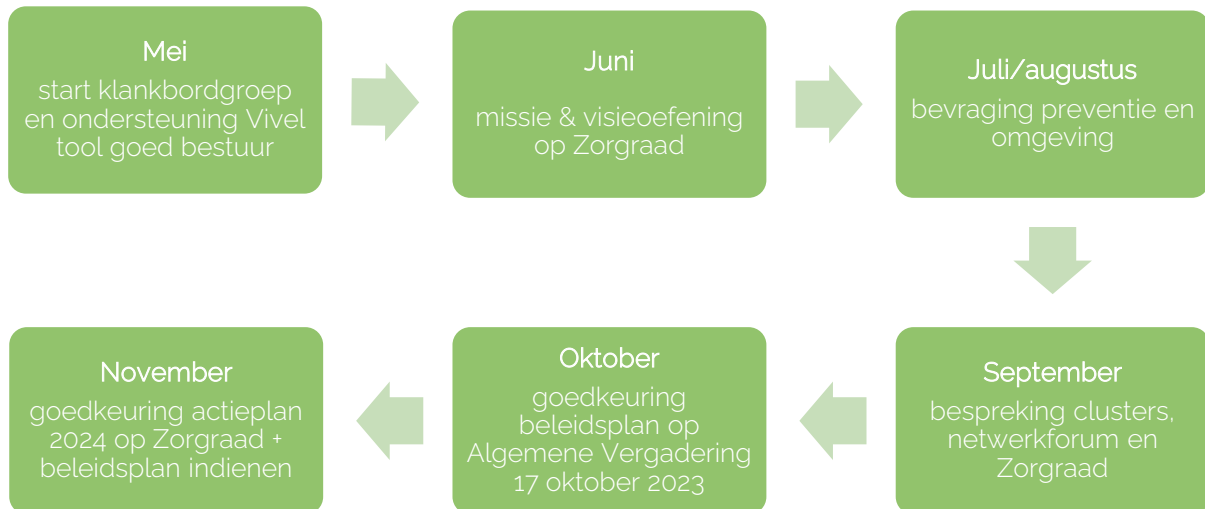 Mei
start klankbordgroep
en ondersteuning Vivel
tool goed bestuur
Juni
missie & visieoefening
op Zorgraad
Juli/augustus
bevraging preventie en
omgeving
September
bespreking clusters,
netwerkforum en
Zorgraad
Oktober
goedkeuring
beleidsplan op
Algemene Vergadering
17 oktober 2023
November
goedkeuring actieplan
2024 op Zorgraad +
beleidsplan indienen